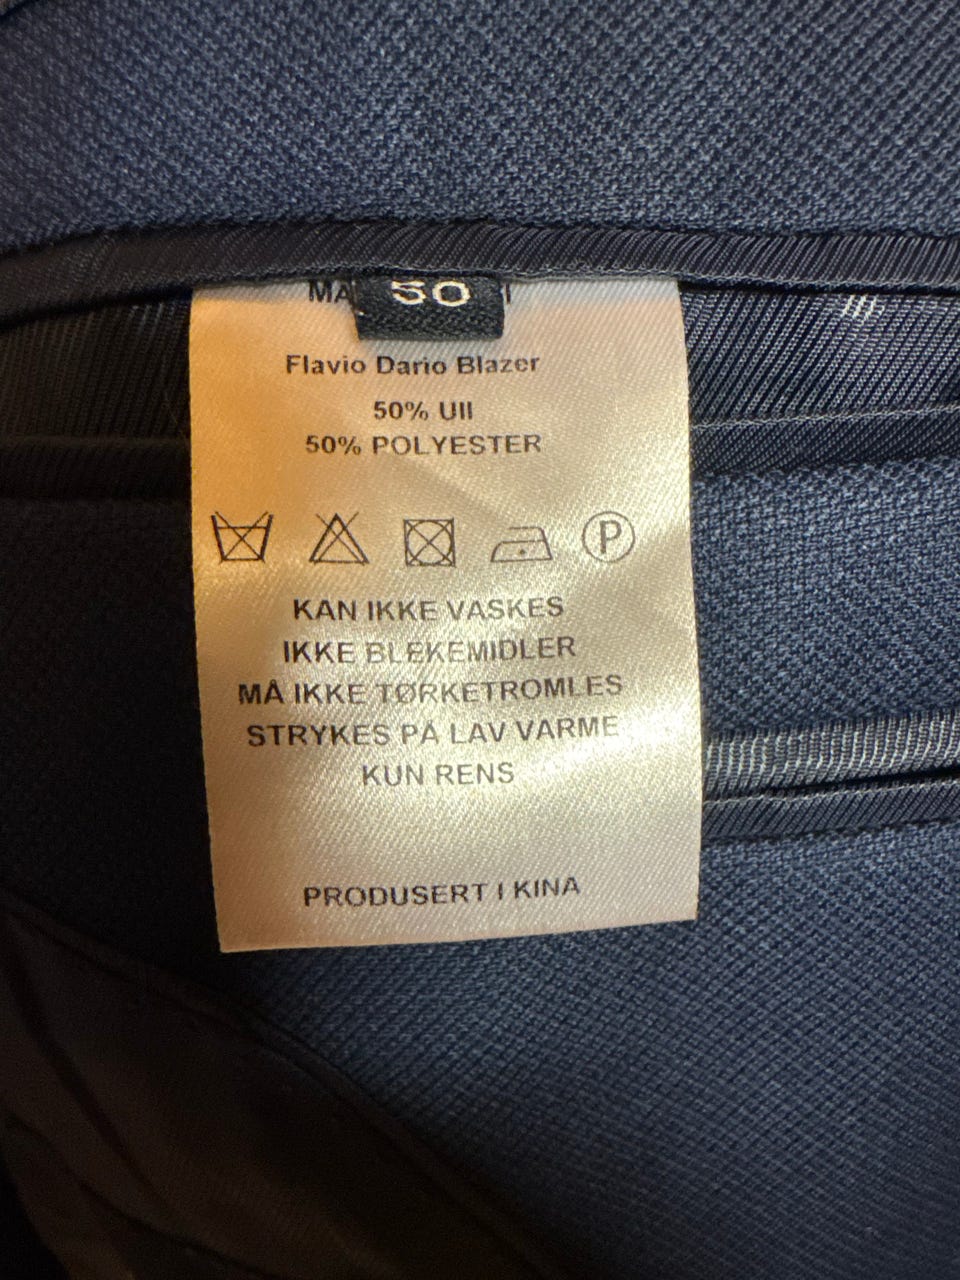 50
Flavio Dario Blazer
50% Ull
50% POLYESTER
P
KAN IKKE VASKES
IKKE BLEKEMIDLER
MÅ IKKE TØRKETROMLES
STRYKES PÅ LAV VARME
KUN RENS
PRODUSERT I KINA